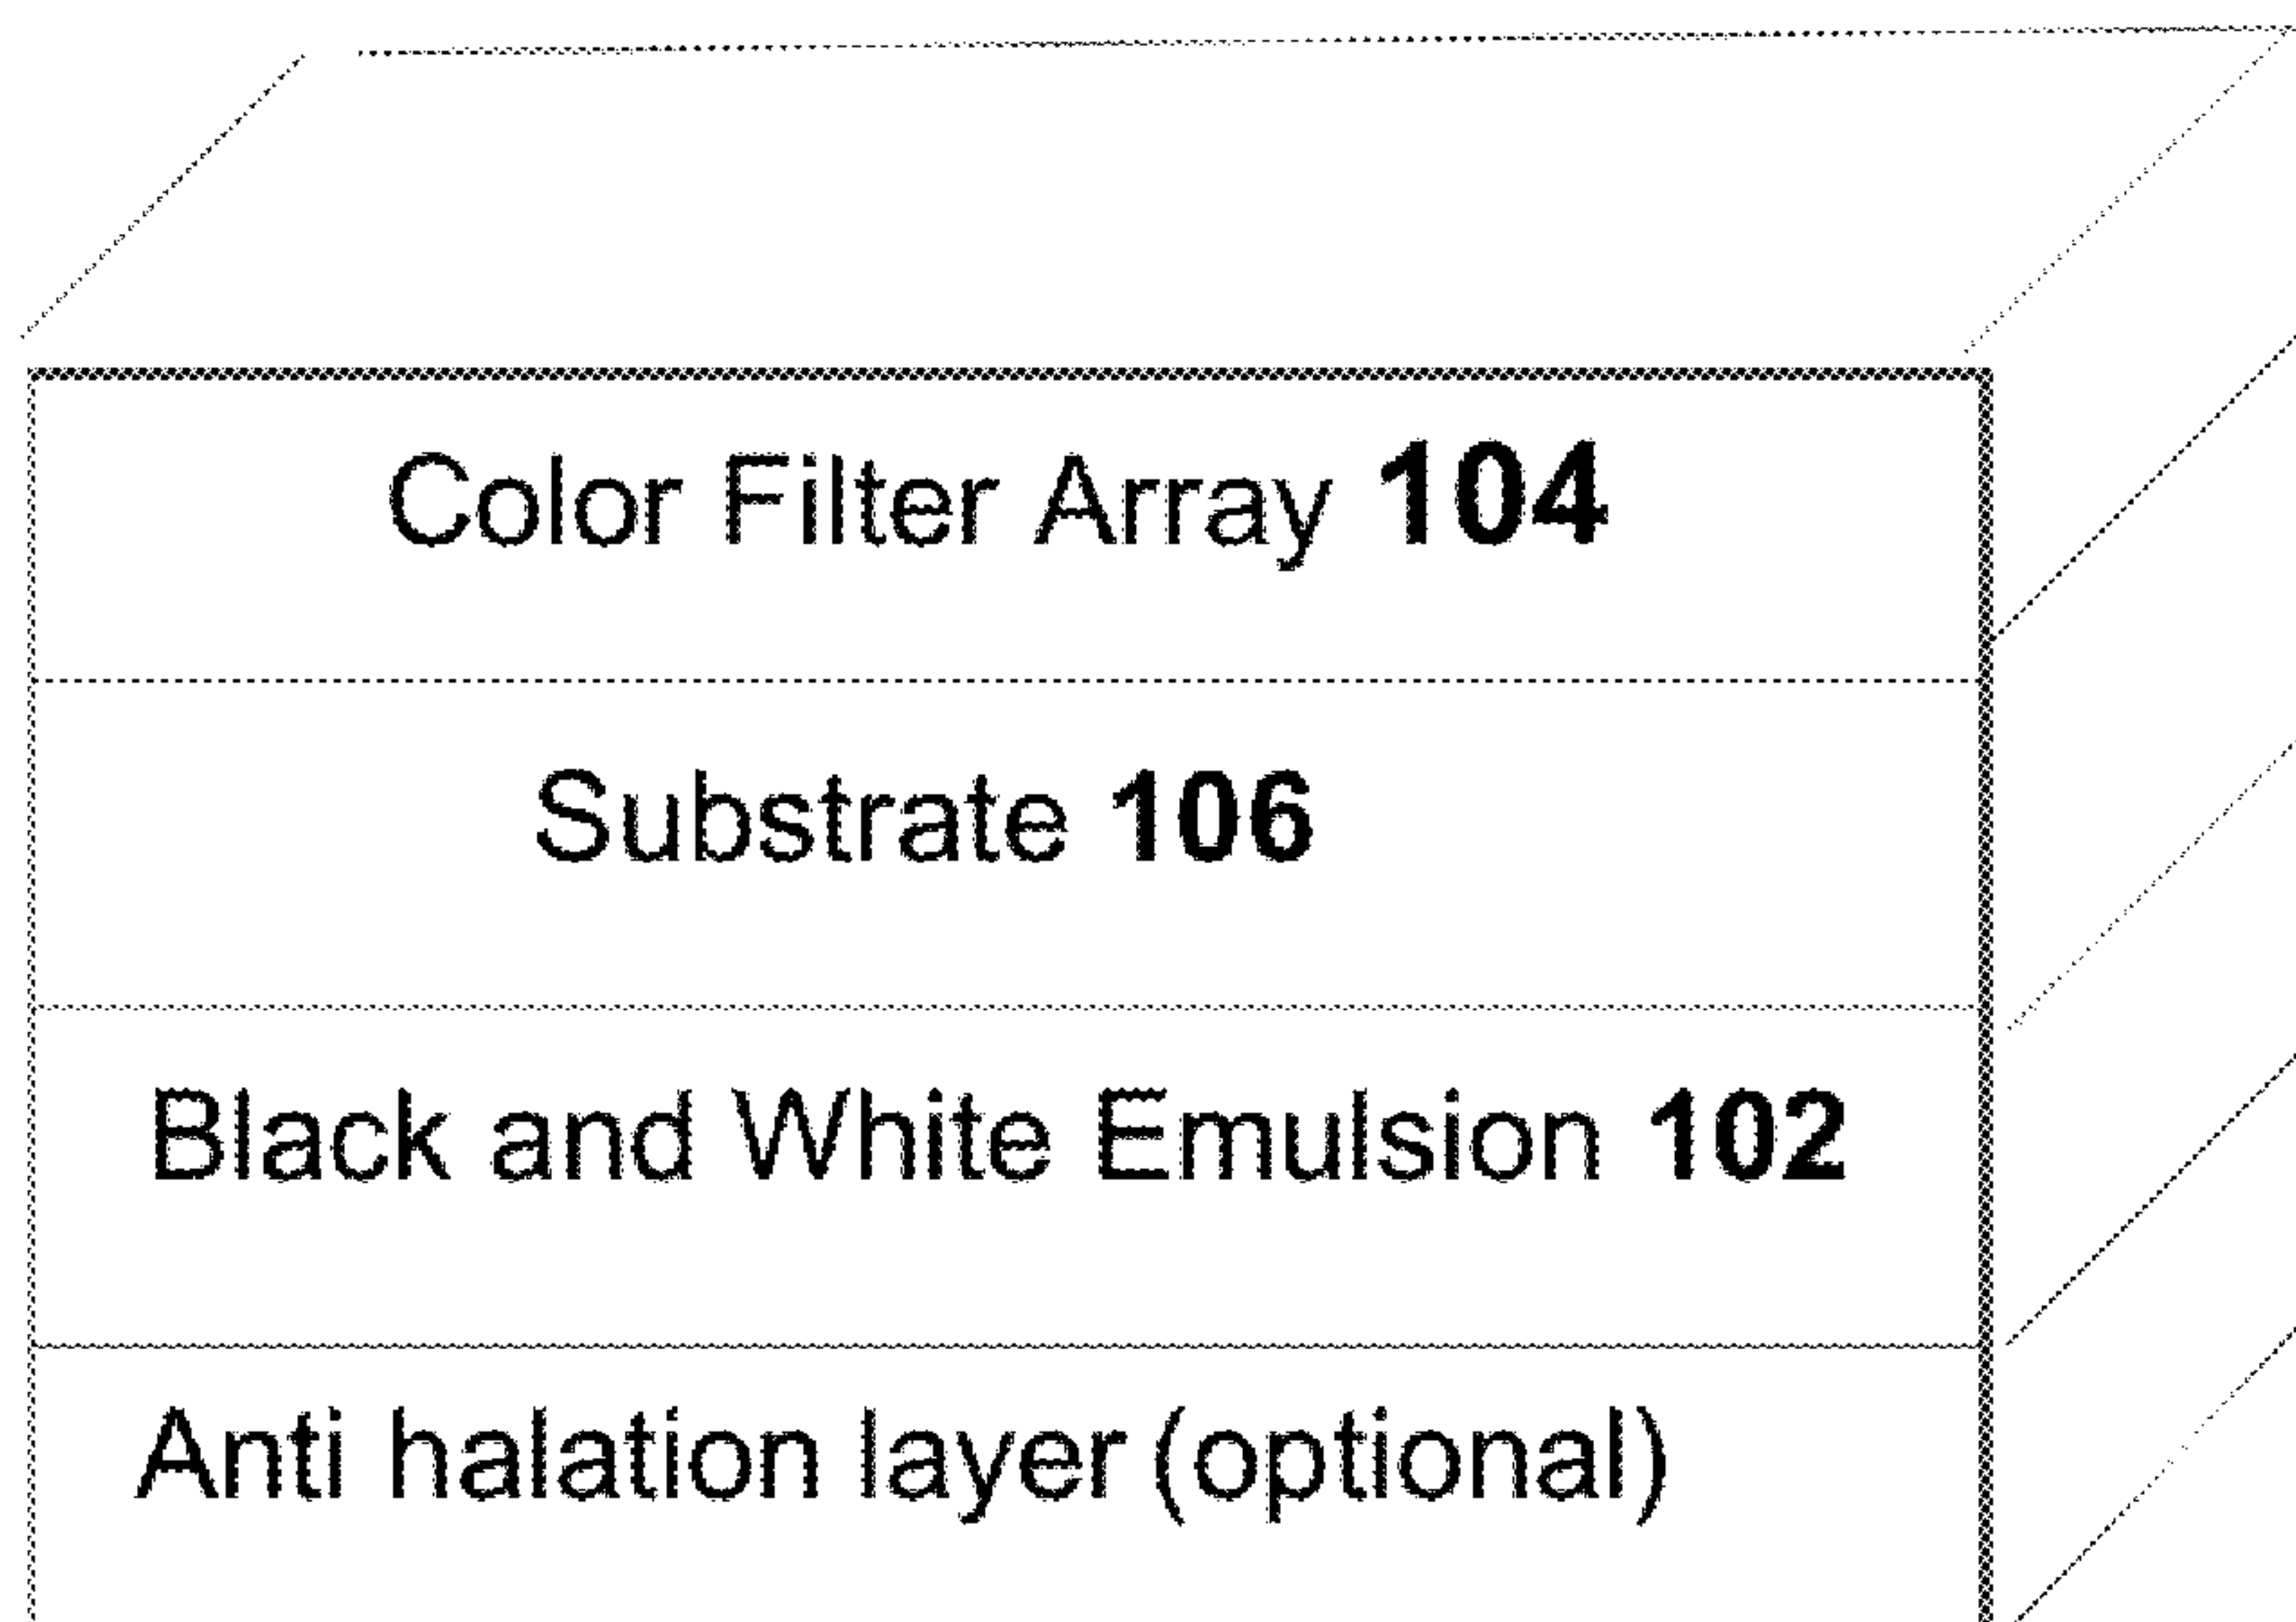 Color Filter Array 104
Substrate 106
Black and White Emulsion 102
Anti halation layer (optional)